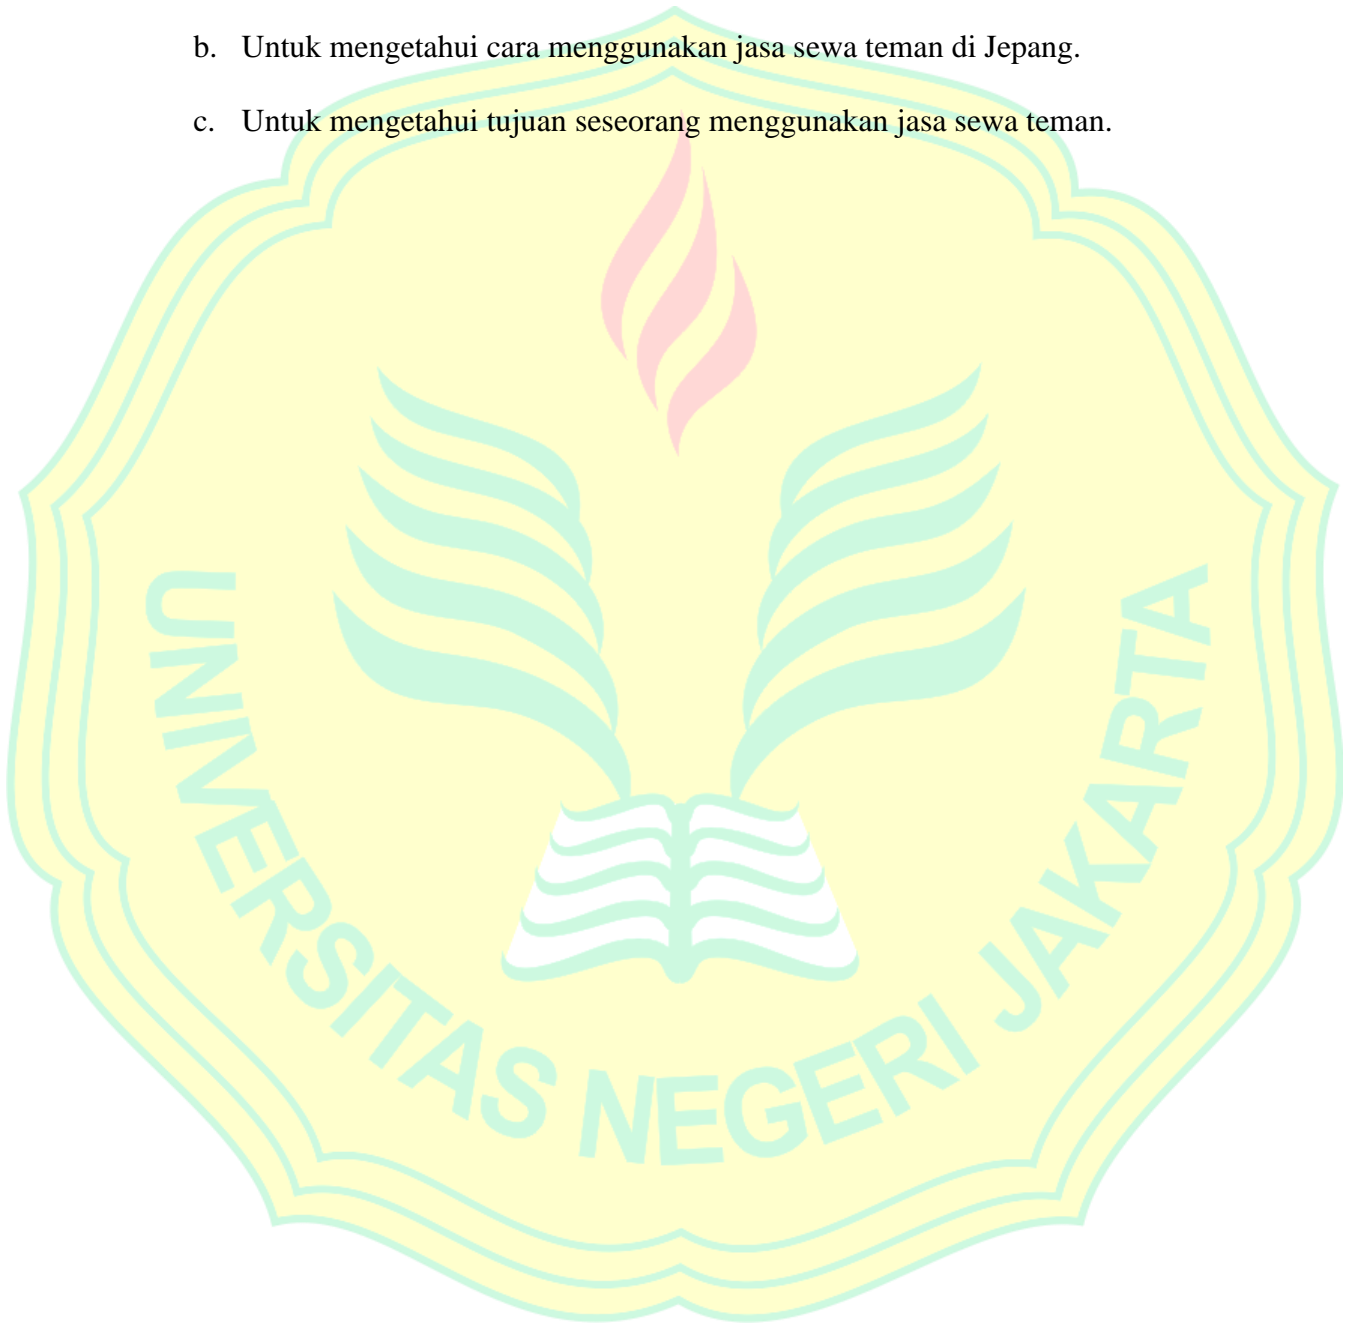 b. Untuk mengetahui cara menggunakan jasa sewa teman di Jepang.
c. Untuk mengetahui tujuan seseorang menggunakan jasa sewa teman.
UNIVERSITAS NEGERI JAKARTA